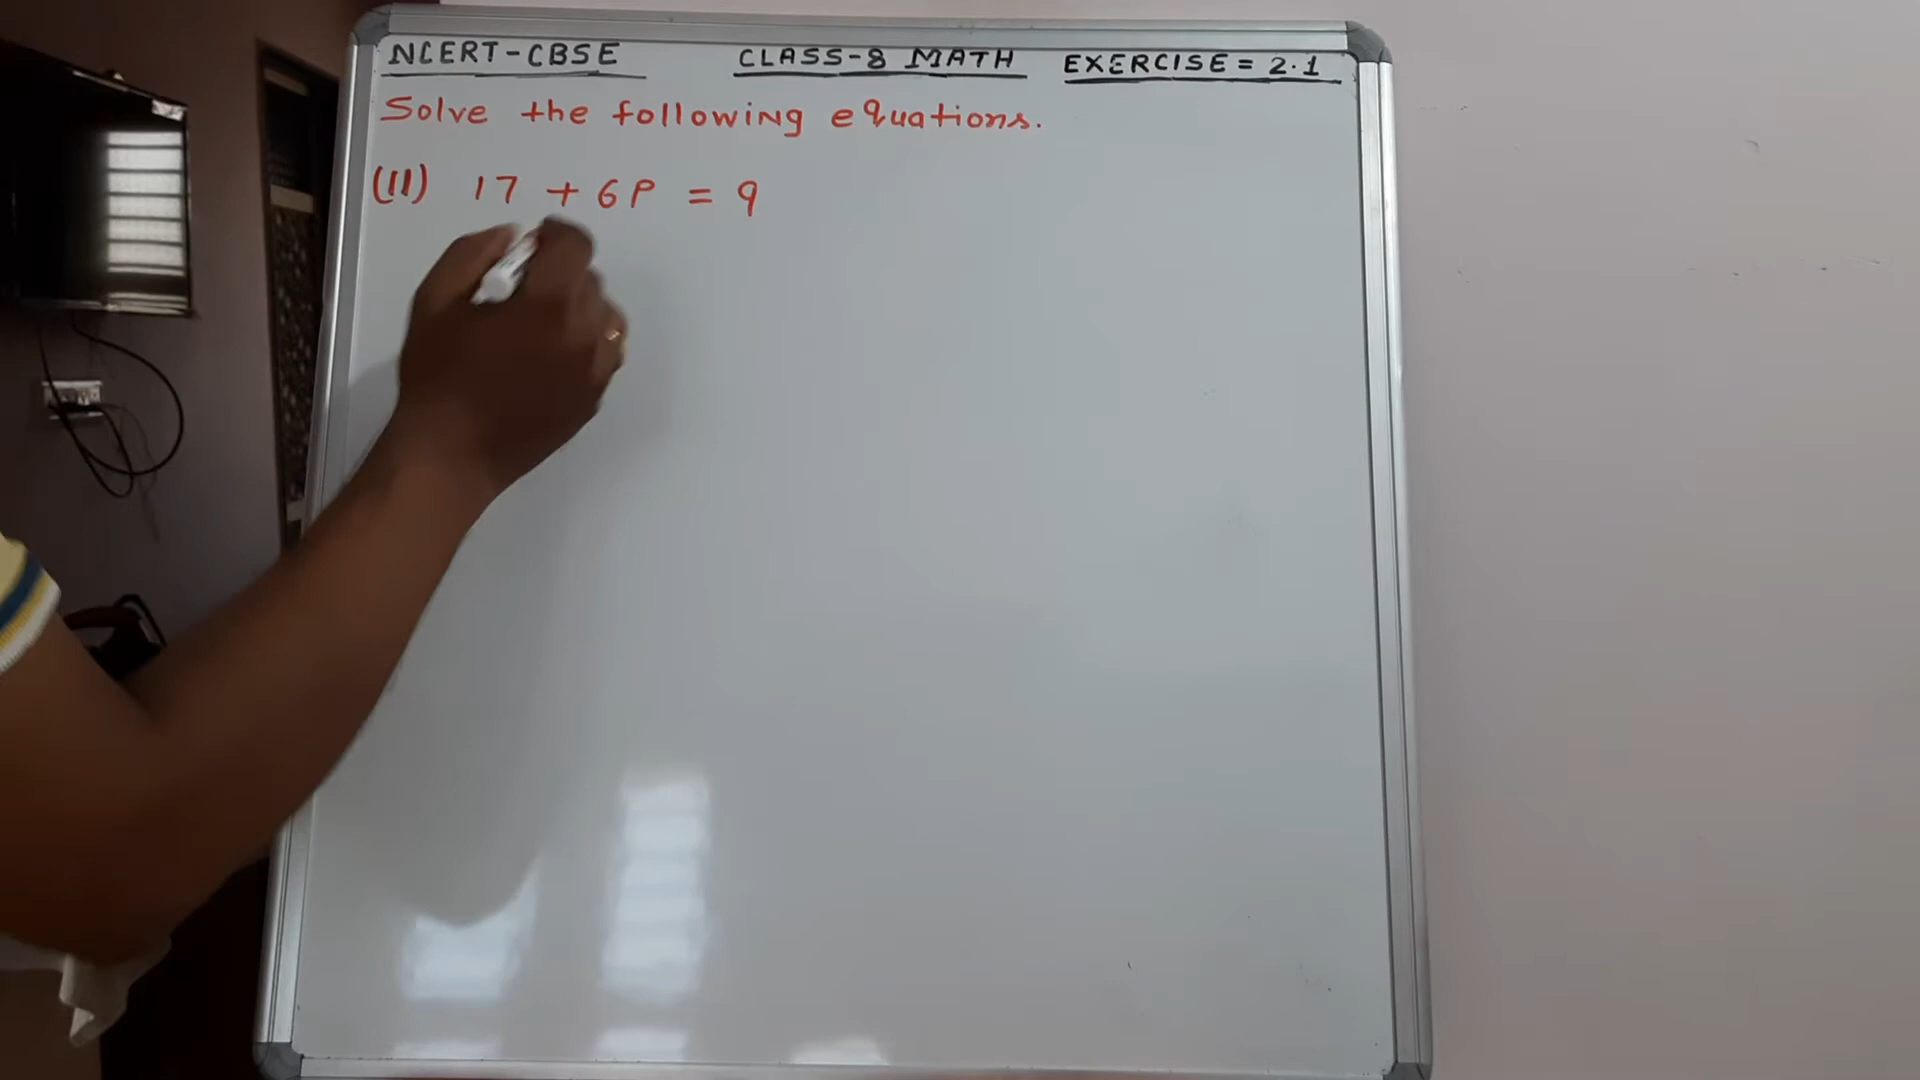 NCERT-CBSE CLASS-8 MATH EXERCISE = 2.1
Solve the following equations.
(11) 17 + 6P = 9